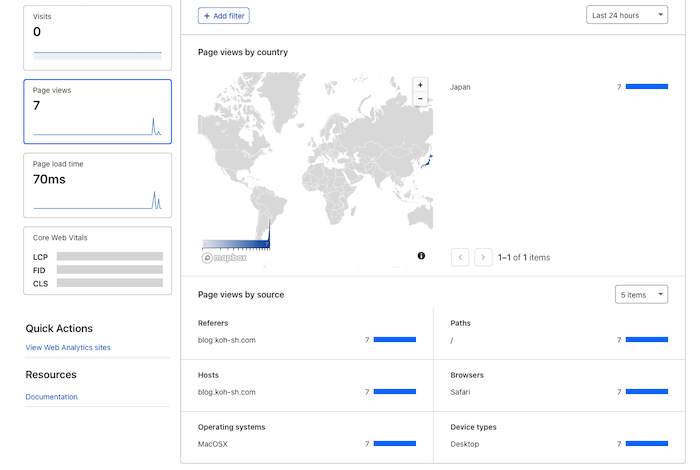 Visits
0
Page views
7
Page load time
70ms
Core Web Vitals
LCP
FID
CLS
Quick Actions
View Web Analytics sites
Resources
Documentation
+ Add filter
Last 24 hours
Page views by country
+
−
mapbox
Japan 7
1–1 of 1 items
Page views by source
5 items
Referers
blog.koh-sh.com 7
Paths
/ 7
Hosts
blog.koh-sh.com 7
Browsers
Safari 7
Operating systems
MacOSX 7
Device types
Desktop 7